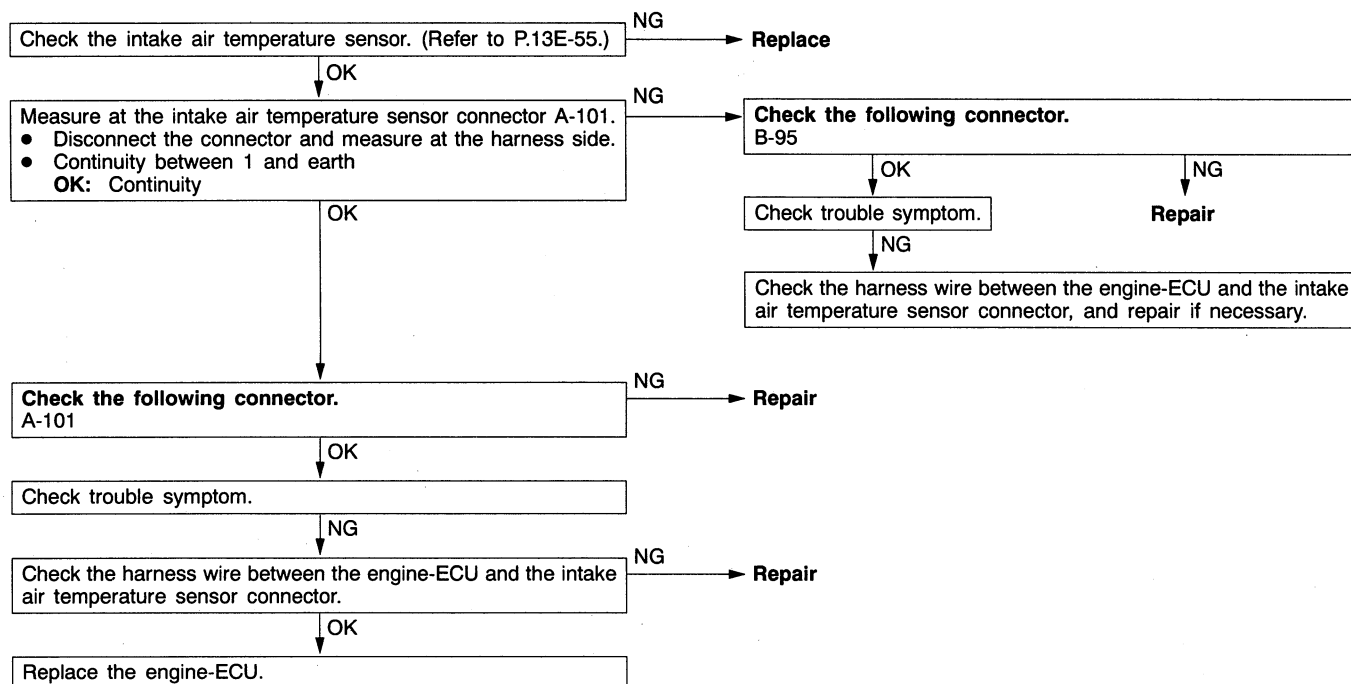 NG
Check the intake air temperature sensor. (Refer to P.13E-55.)
Replace
OK
Measure at the intake air temperature sensor connector A-101.
● Disconnect the connector and measure at the harness side.
● Continuity between 1 and earth
OK: Continuity
NG
Check the following connector.
B-95
OK
NG
Check trouble symptom.
Repair
NG
Check the harness wire between the engine-ECU and the intake
air temperature sensor connector, and repair if necessary.
OK
Check the following connector.
A-101
NG
Repair
OK
Check trouble symptom.
NG
Check the harness wire between the engine-ECU and the intake
air temperature sensor connector.
NG
Repair
OK
Replace the engine-ECU.